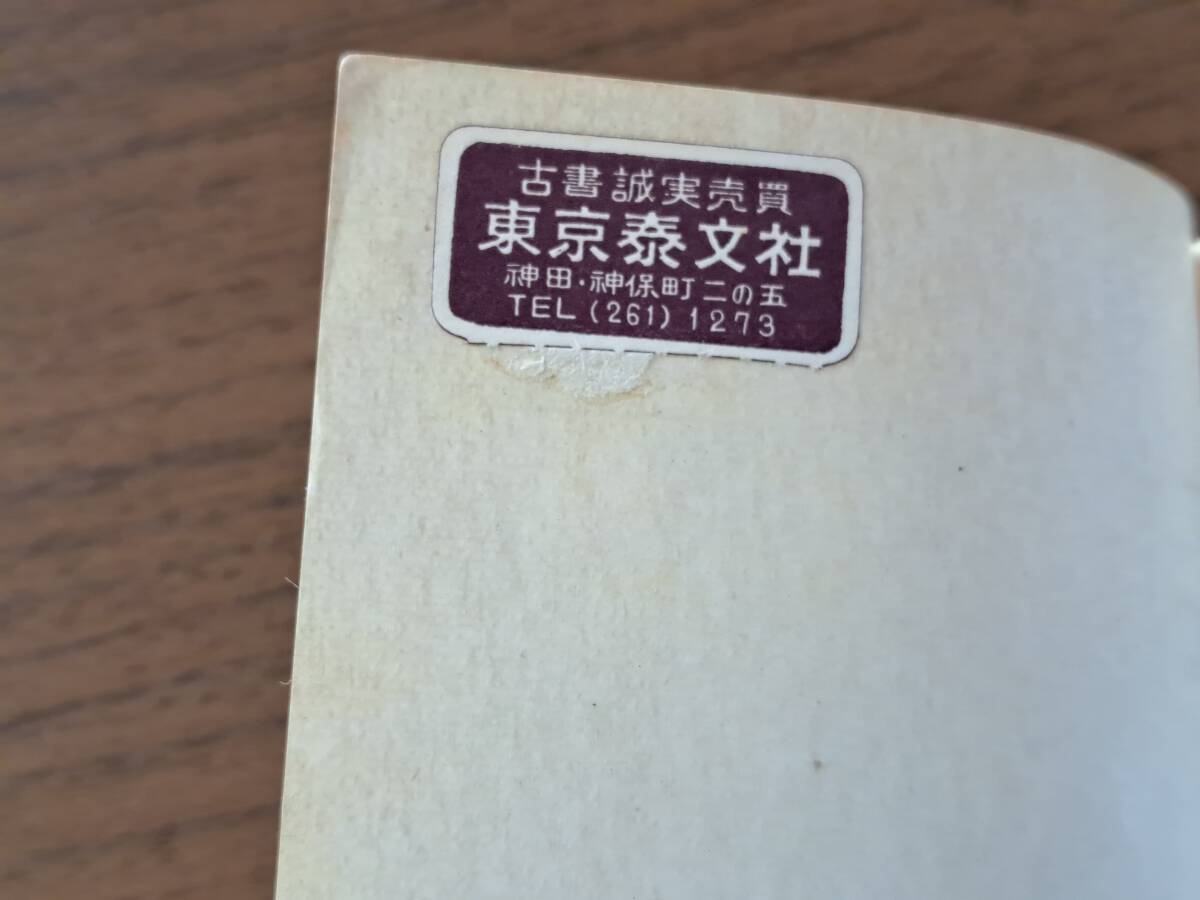 古書誠実売買
東京泰文社
神田・神保町二の五
TEL (261) 1273